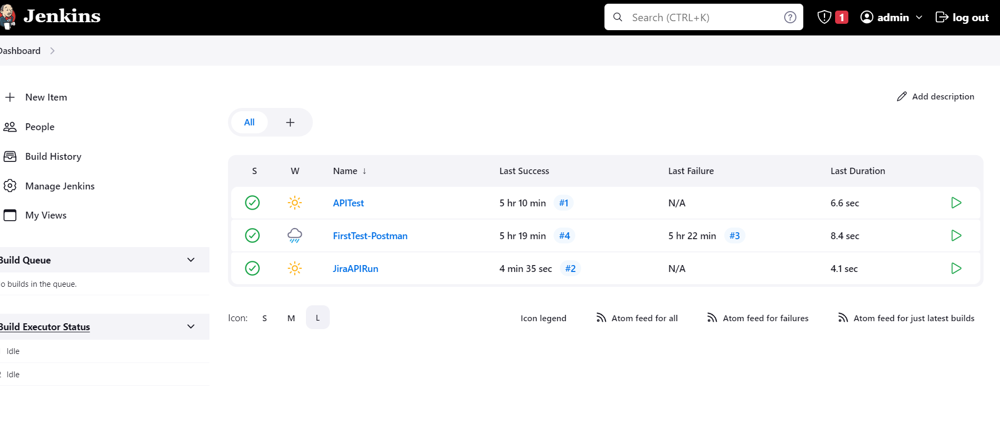 Jenkins
Search (CTRL+K)
1
admin
log out
Dashboard
New Item
Add description
People
All
Build History
Manage Jenkins
My Views
S W Name ↓ Last Success Last Failure Last Duration
APITest 5 hr 10 min #1 N/A 6.6 sec
FirstTest-Postman 5 hr 19 min #4 5 hr 22 min #3 8.4 sec
JiraAPIRun 4 min 35 sec #2 N/A 4.1 sec
Build Queue
o builds in the queue.
Build Executor Status
Idle
2 Idle
Icon: S M L
Icon legend
Atom feed for all
Atom feed for failures
Atom feed for just latest builds